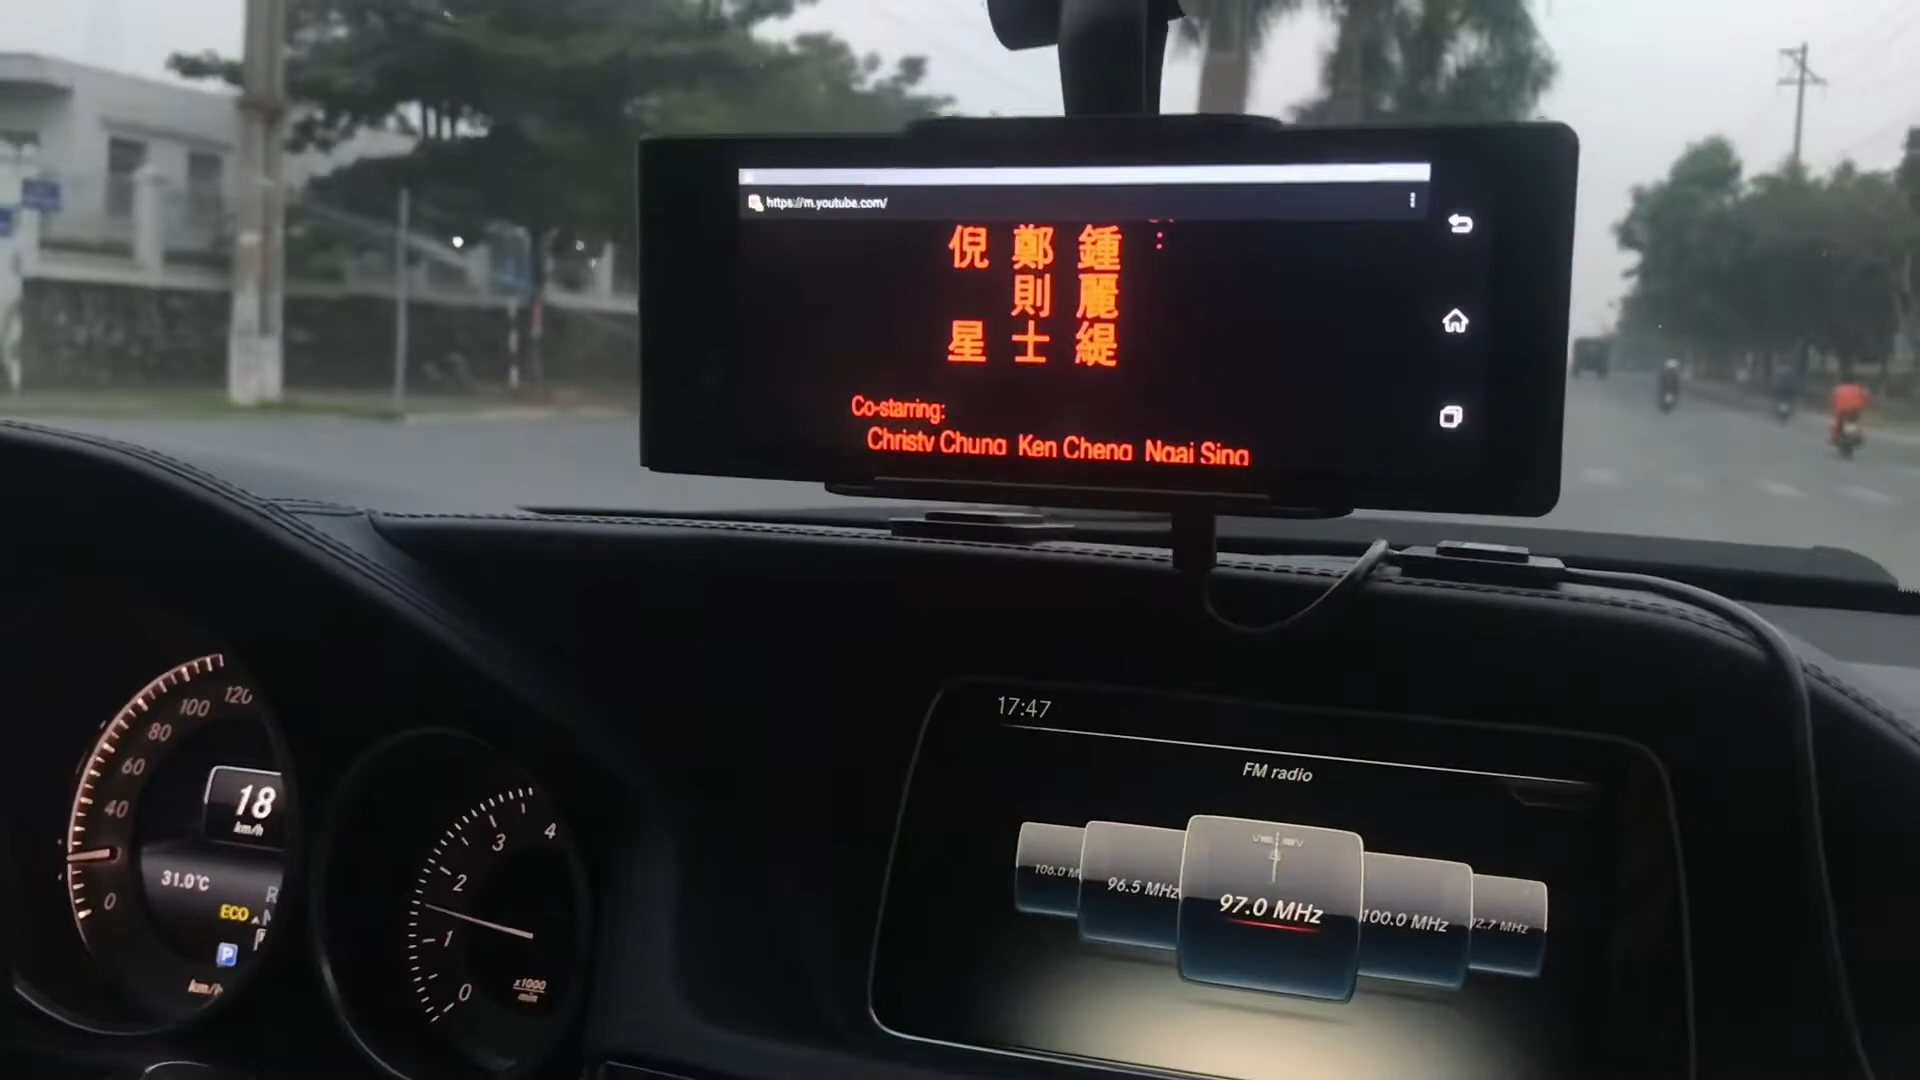 https://m.youtube.com/
倪 鄭則士 鍾麗緹
星
Co-starring:
Christy Chung Ken Cheng Ngai Sing
17:47
FM radio
106.0 M
96.5 MHz
97.0 MHz
100.0 MHz
2.7 MHz
120
100
80
60
40
0
18
km/h
31.0°C
ECO
P
km/h
4
3
2
1
0
x1000
min